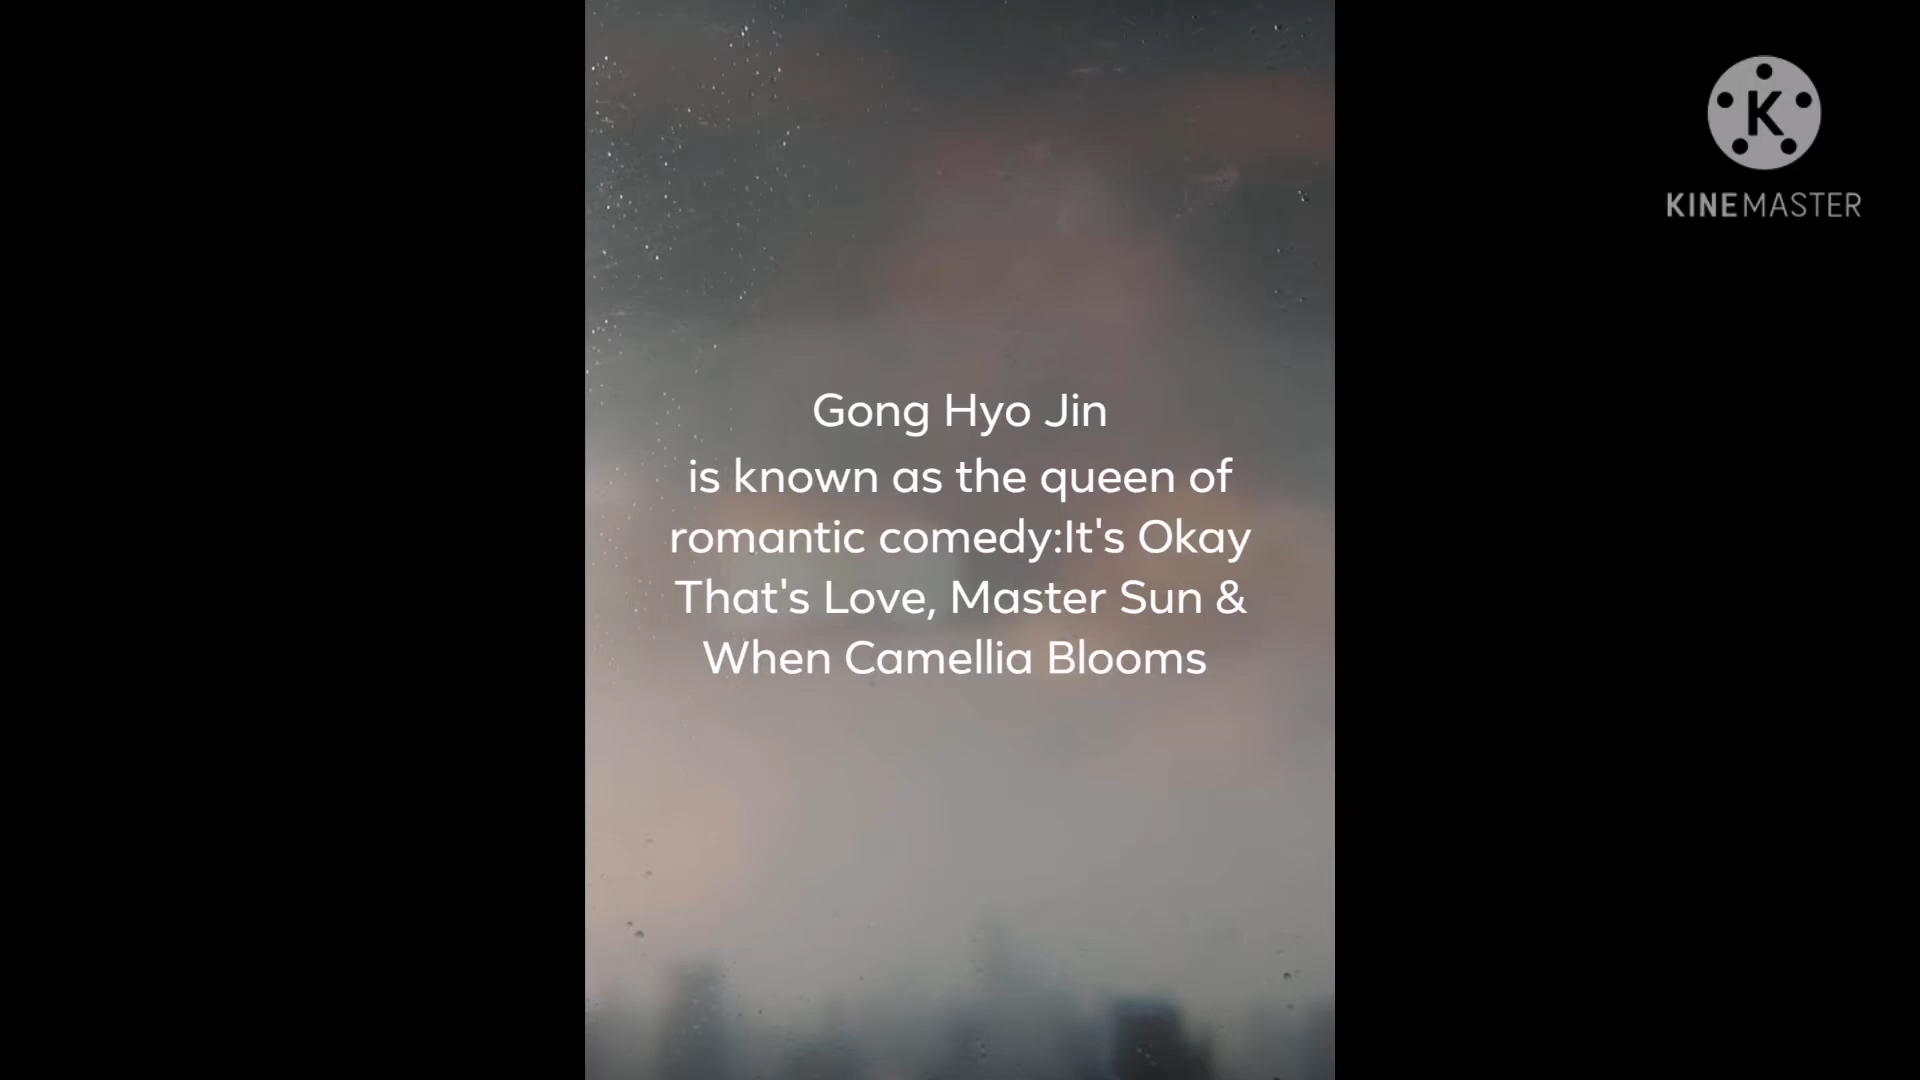 Gong Hyo Jin
is known as the queen of
romantic comedy:It's Okay
That's Love, Master Sun &
When Camellia Blooms
K
KINEMASTER